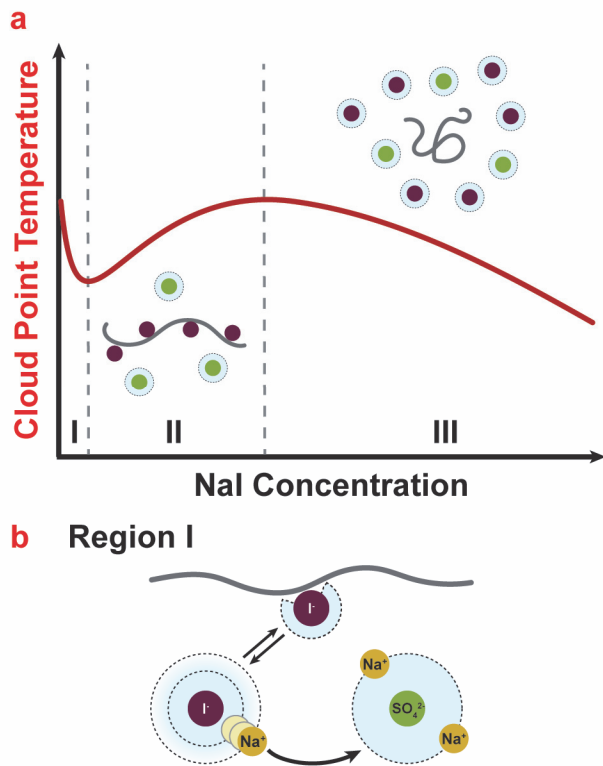 a
Cloud Point Temperature
I II III
NaI Concentration
b Region I
I-
I-
Na+
Na+
SO42-
Na+